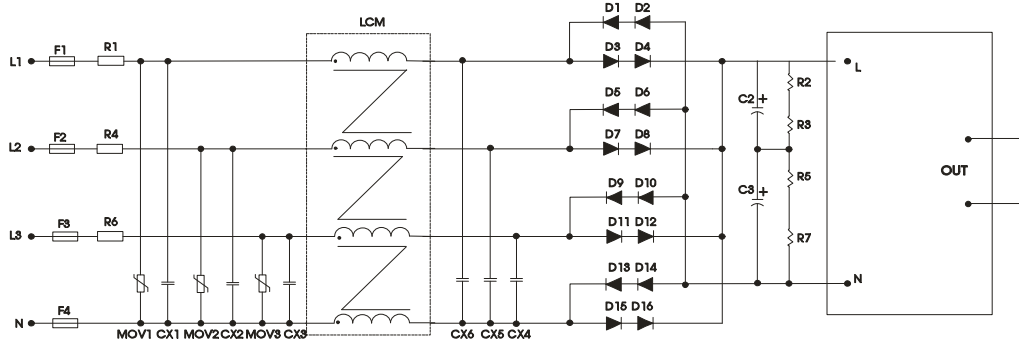 LCM
D1 D2
L1 F1 R1 D3 D4 L
R2
D5 D6 C2 +
R3
L2 F2 R4 D7 D8
OUT
D9 D10 C3 + R5
L3 F3 R6 D11 D12
R7
D13 D14 N
N F4 D15 D16
MOV1 CX1 MOV2 CX2 MOV3 CX3 CX6 CX5 CX4